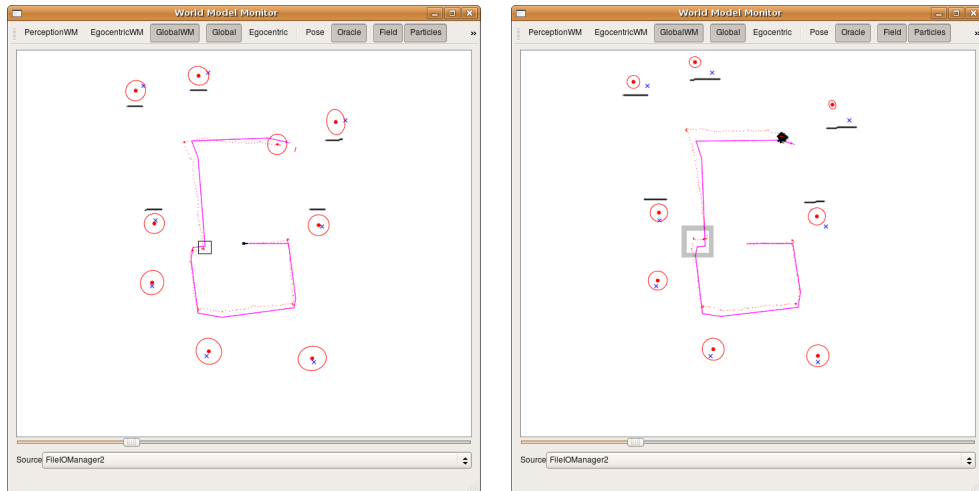 World Model Monitor
PerceptionWM EgocentricWM GlobalWM Global Egocentric Pose Oracle Field Particles »
Source FileIOManager2
World Model Monitor
PerceptionWM EgocentricWM GlobalWM Global Egocentric Pose Oracle Field Particles »
Source FileIOManager2